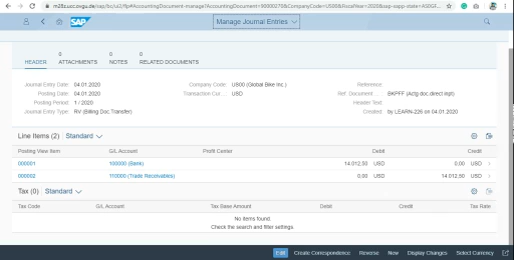 m20z.ucc.ovgu.de/sap/bc/ui2/flp#AccountingDocument-manage?AccountingDocument=90000276&CompanyCode=US00&FiscalYear=2020&sap-app-state=
SAP Manage Journal Entries
0 0 0
HEADER ATTACHMENTS NOTES RELATED DOCUMENTS
Journal Entry Date: 04.01.2020 Company Code: US00 (Global Bike Inc.) Reference:
Posting Date: 04.01.2020 Transaction Cur...: USD Ref. Document ...: BKPFF (Actg doc.direct inpt)
Posting Period: 1 / 2020 Header Text:
Journal Entry Type: RV (Billing Doc.Transfer) Created: by LEARN-226 on 04.01.2020
Line Items (2) Standard
Posting View Item G/L Account Profit Center Debit Credit
000001 100000 (Bank) 14.012,50 USD 0.00 USD
000002 110000 (Trade Receivables) 0.00 USD 14.012,50 USD
Tax (0) Standard
Tax Code G/L Account Tax Base Amount Debit Credit Tax Rate
No items found.
Check the search and filter settings.
Edit Create Correspondence Reverse New Display Changes Select Currency